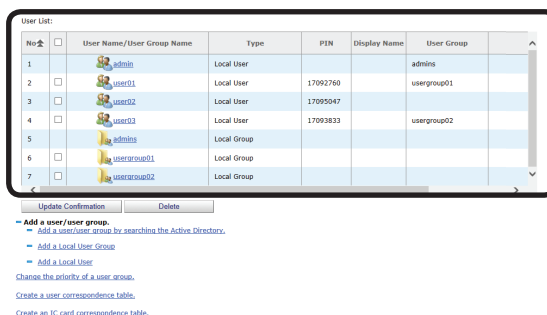 User List:
No User Name/User Group Name Type PIN Display Name User Group
1 admin Local User admins
2 user01 Local User 17092760 usergroup01
3 user02 Local User 17095047
4 user03 Local User 17093833 usergroup02
5 admins Local Group
6 usergroup01 Local Group
7 usergroup02 Local Group
Update Confirmation Delete
Add a user/user group.
Add a user/user group by searching the Active Directory.
Add a Local User Group
Add a Local User
Change the priority of a user group.
Create a user correspondence table.
Create an IC card correspondence table.